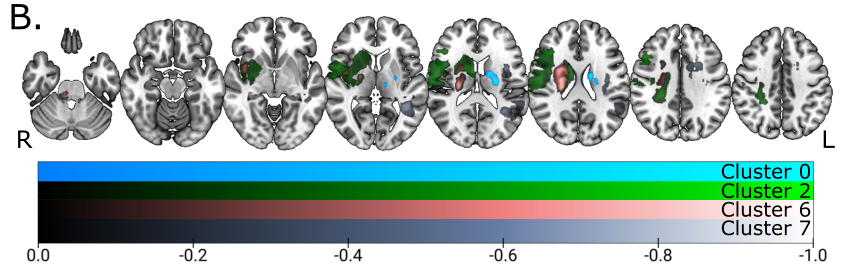 B.
R
L
Cluster 0
Cluster 2
Cluster 6
Cluster 7
0.0 -0.2 -0.4 -0.6 -0.8 -1.0